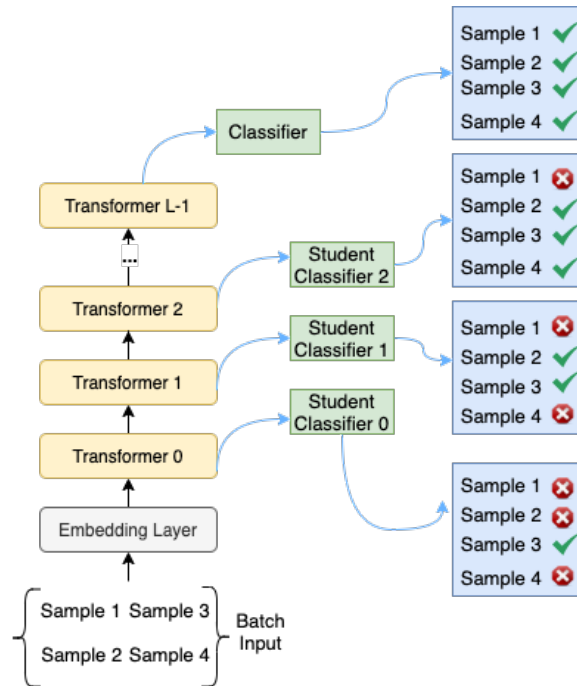 Sample 1
Sample 2
Sample 3
Sample 4
Classifier
Sample 1
Sample 2
Sample 3
Sample 4
Transformer L-1
...
Student
Classifier 2
Transformer 2
Sample 1
Sample 2
Sample 3
Sample 4
Student
Classifier 1
Transformer 1
Student
Classifier 0
Transformer 0
Sample 1
Sample 2
Sample 3
Sample 4
Embedding Layer
Sample 1 Sample 3
Sample 2 Sample 4
Batch
Input